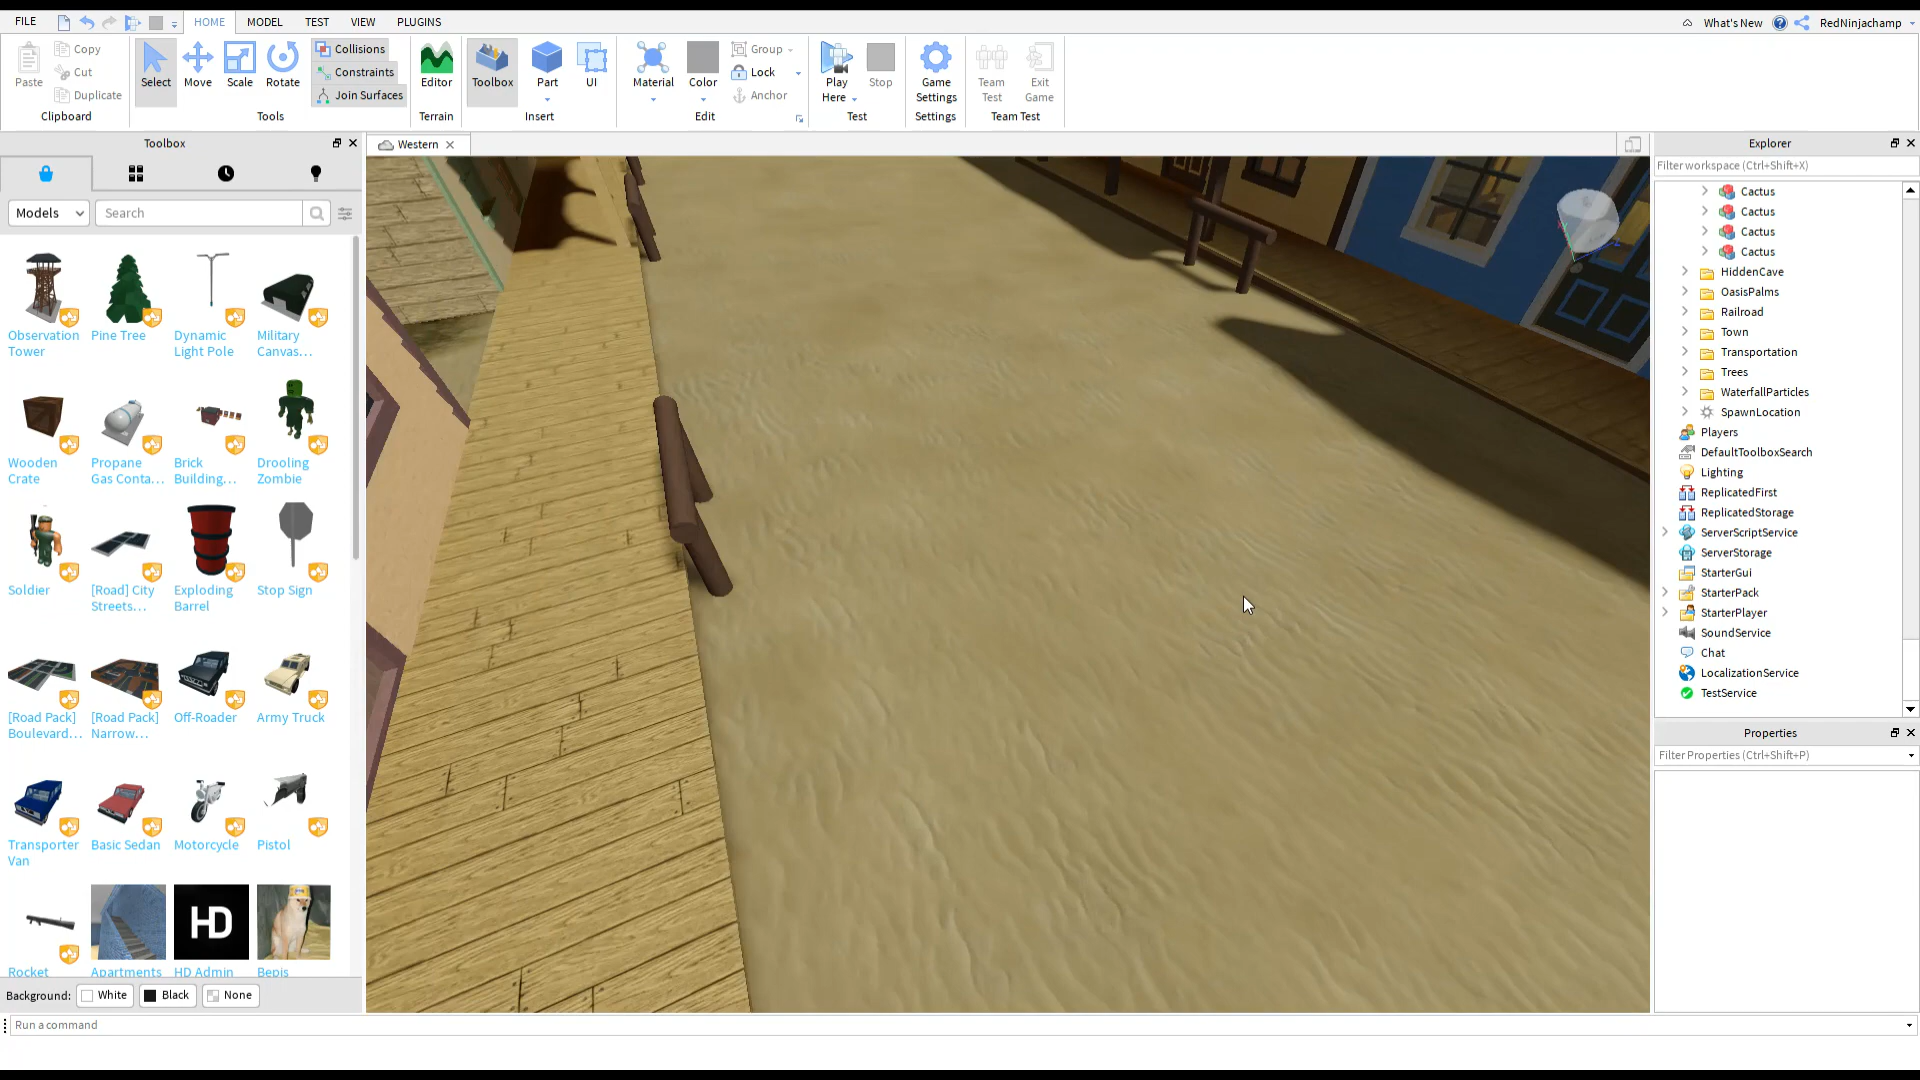 FILE
HOME
MODEL
TEST
VIEW
PLUGINS
What's New
RedNinjachamp
Paste
Copy
Cut
Duplicate
Clipboard
Select
Move
Scale
Rotate
Collisions
Constraints
Join Surfaces
Tools
Editor
Terrain
Toolbox
Part
UI
Insert
Material
Color
Group
Lock
Anchor
Edit
Play
Here
Stop
Test
Game
Settings
Settings
Team
Test
Exit
Game
Team Test
Toolbox
Western
Explorer
Models
Search
Filter workspace (Ctrl+Shift+X)
Observation
Tower
Pine Tree
Dynamic
Light Pole
Military
Canvas...
Wooden
Crate
Propane
Gas Conta...
Brick
Building...
Drooling
Zombie
Soldier
[Road] City
Streets...
Exploding
Barrel
Stop Sign
[Road Pack]
Boulevard...
[Road Pack]
Narrow...
Off-Roader
Army Truck
Transporter
Van
Basic Sedan
Motorcycle
Pistol
HD
Rocket
Apartments
HD Admin
Bepis
Background:
White
Black
None
Run a command
Cactus
Cactus
Cactus
Cactus
HiddenCave
OasisPalms
Railroad
Town
Transportation
Trees
WaterfallParticles
SpawnLocation
Players
DefaultToolboxSearch
Lighting
ReplicatedFirst
ReplicatedStorage
ServerScriptService
ServerStorage
StarterGui
StarterPack
StarterPlayer
SoundService
Chat
LocalizationService
TestService
Properties
Filter Properties (Ctrl+Shift+P)